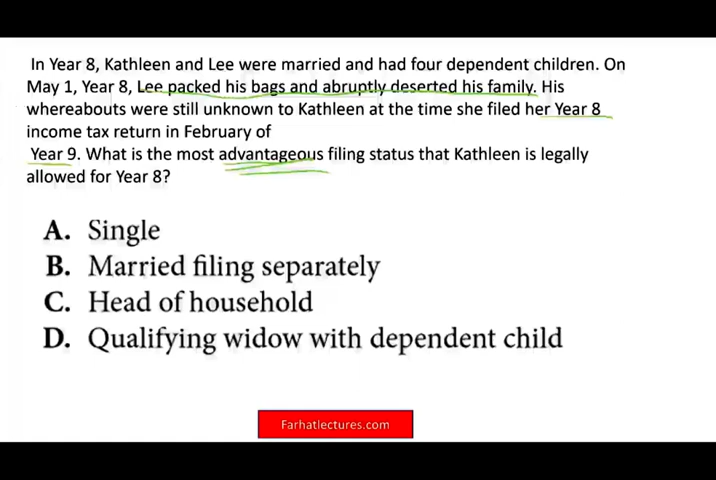 In Year 8, Kathleen and Lee were married and had four dependent children. On
May 1, Year 8, Lee packed his bags and abruptly deserted his family. His
whereabouts were still unknown to Kathleen at the time she filed her Year 8
income tax return in February of
Year 9. What is the most advantageous filing status that Kathleen is legally
allowed for Year 8?
A. Single
B. Married filing separately
C. Head of household
D. Qualifying widow with dependent child
Farhatlectures.com